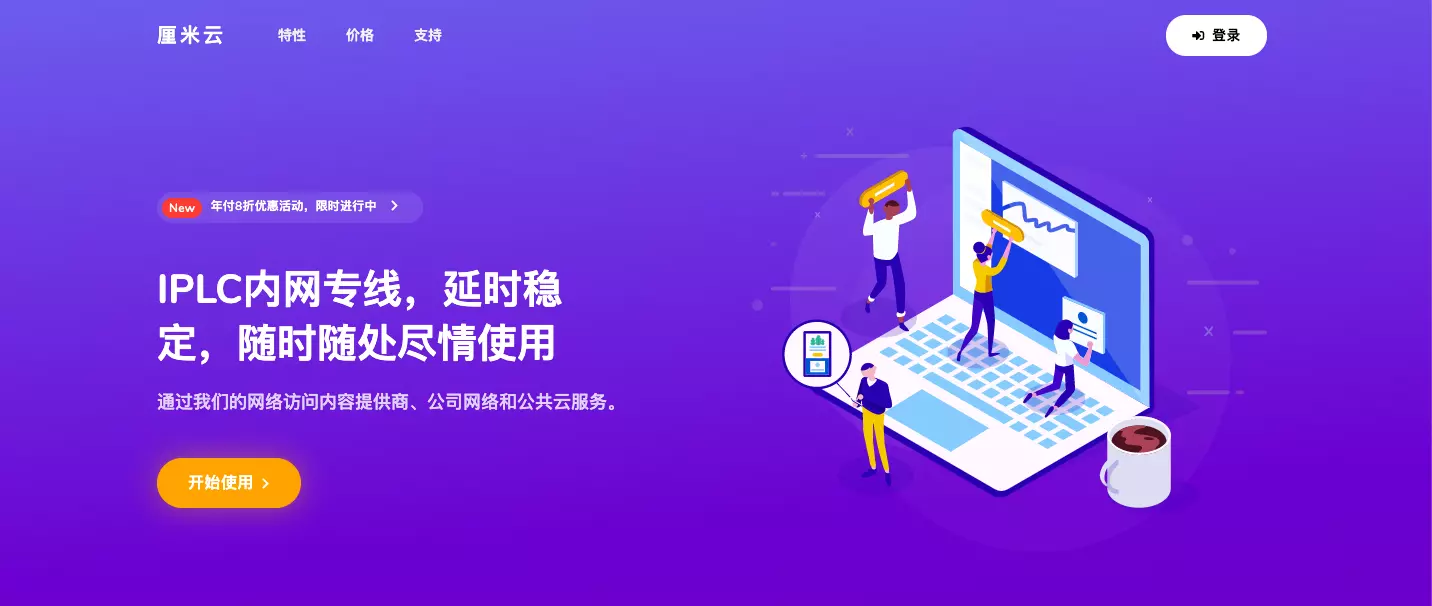 厘米云
特性
价格
支持
登录
New
年付8折优惠活动，限时进行中
IPLC内网专线，延时稳
定，随时随处尽情使用
通过我们的网络访问内容提供商、公司网络和公共云服务。
开始使用